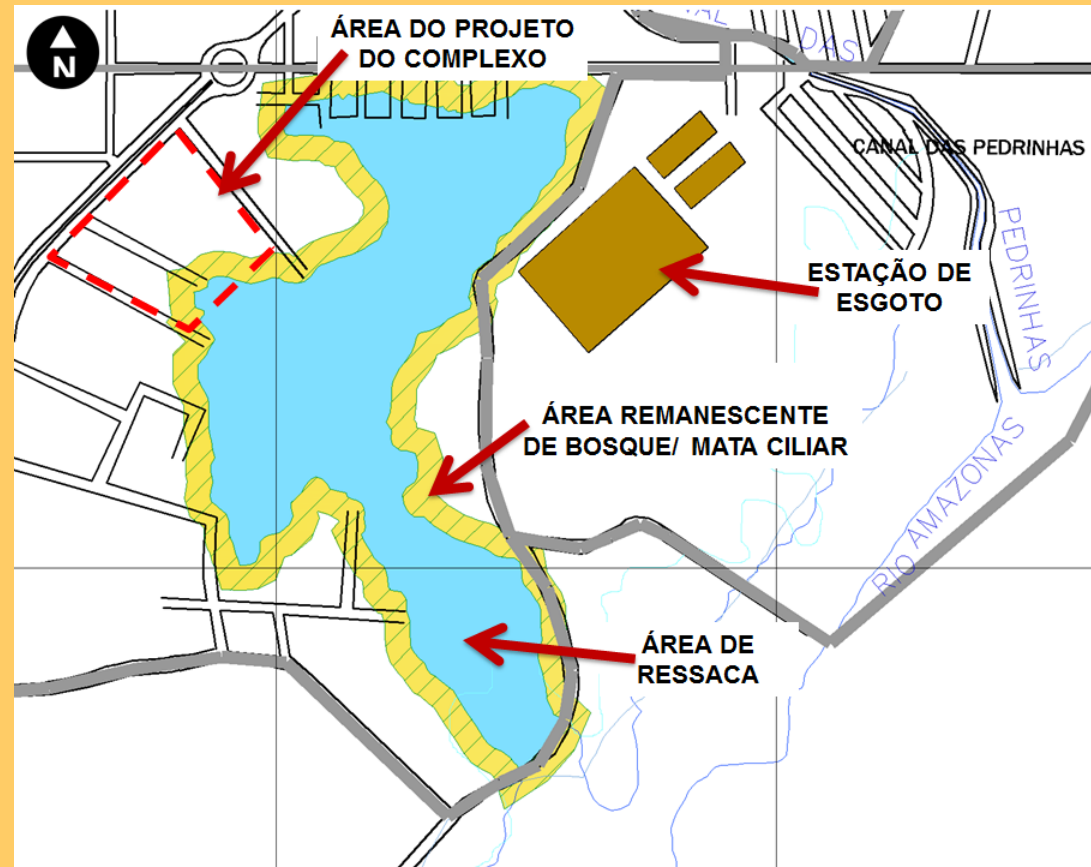 N
ÁREA DO PROJETO
DO COMPLEXO
DAS
CANAL DAS PEDRINHAS
PEDRINHAS
ESTAÇÃO DE
ESGOTO
ÁREA REMANESCENTE
DE BOSQUE/ MATA CILIAR
RIO AMAZONAS
ÁREA DE
RESSACA